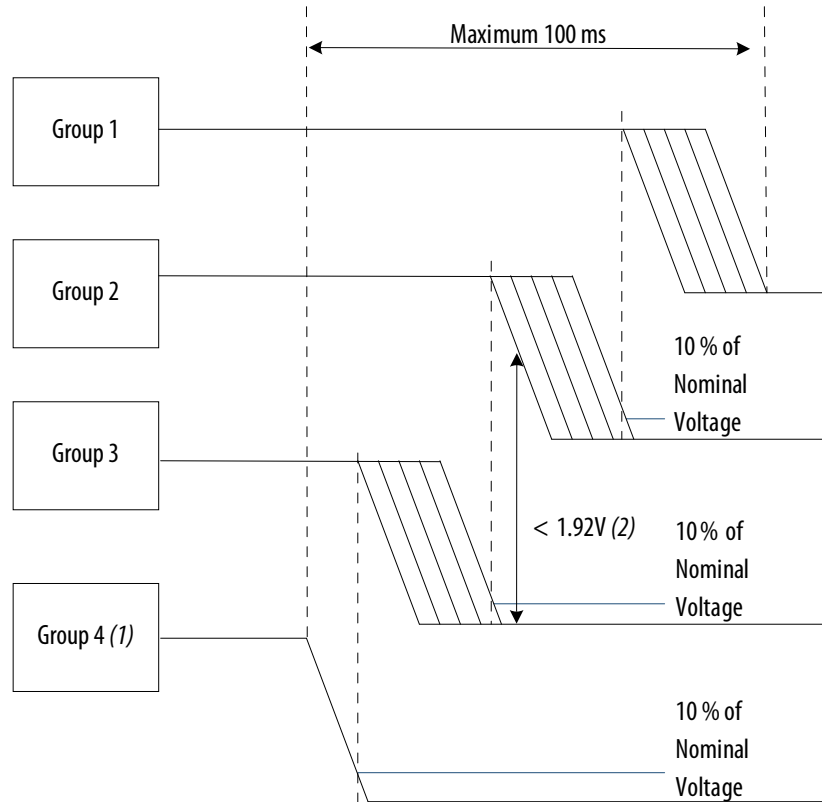 Maximum 100 ms
Group 1
Group 2
10 % of
Nominal
Voltage
Group 3
< 1.92V (2)
10 % of
Nominal
Voltage
Group 4 (1)
10 % of
Nominal
Voltage